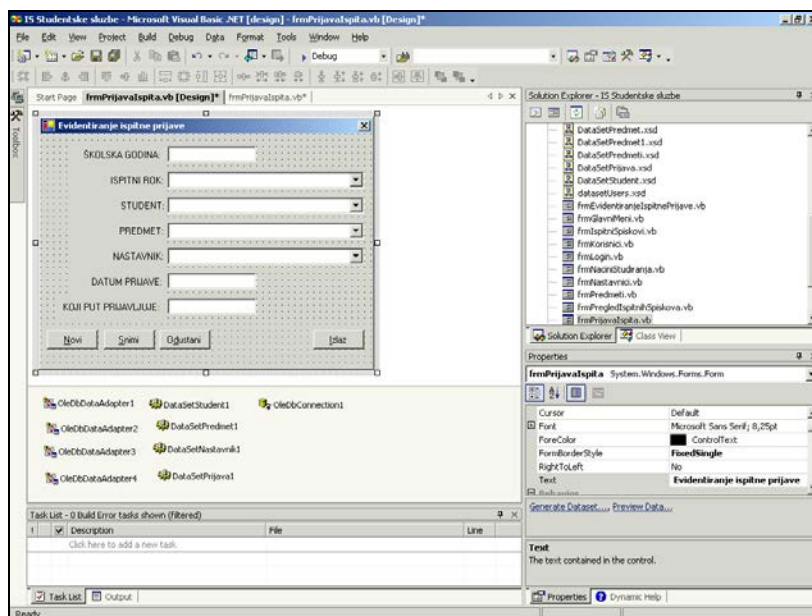 IS Studentske sluzbe - Microsoft Visual Basic .NET [design] - frmPrijavaIspita.vb [Design]*
File Edit View Project Build Debug Data Format Tools Window Help
Debug
Start Page frmPrijavaIspita.vb [Design]* frmPrijavaIspita.vb*
Toolbox
Evidentiranje ispitne prijave
ŠKOLSKA GODINA:
ISPITNI ROK:
STUDENT:
PREDMET:
NASTAVNIK:
DATUM PRIJAVE:
KOJI PUT PRIJAVLJUJE:
Novi Snimi Odustani Izlaz
OleDbDataAdapter1 DataSetStudent1 OleDbConnection1
OleDbDataAdapter2 DataSetPredmet1
OleDbDataAdapter3 DataSetNastavnik1
OleDbDataAdapter4 DataSetPrijava1
Task List - 0 Build Error tasks shown (filtered)
! Description File Line
Click here to add a new task
Task List Output
Ready
Solution Explorer - IS Studentske sluzbe
DataSetPredmet.xsd
DataSetPredmet1.xsd
DataSetPredmeti.xsd
DataSetPrijava.xsd
DataSetStudent.xsd
datasetUsers.xsd
frmEvidentiranjeIspitnePrijave.vb
frmGlavniMeni.vb
frmIspitniSpiskovi.vb
frmKorisnici.vb
frmLogin.vb
frmNaciniStudiranja.vb
frmNastavnici.vb
frmPredmeti.vb
frmPregledIspitnihSpiskova.vb
frmPrijavaIspita.vb
Solution Explorer Class View
Properties
frmPrijavaIspita System.Windows.Forms.Form
Cursor Default
Font Microsoft Sans Serif; 8,25pt
ForeColor ControlText
FormBorderStyle FixedSingle
RightToLeft No
Text Evidentiranje ispitne prijave
Behavior
Generate Dataset..., Preview Data...
Text
The text contained in the control.
Properties Dynamic Help